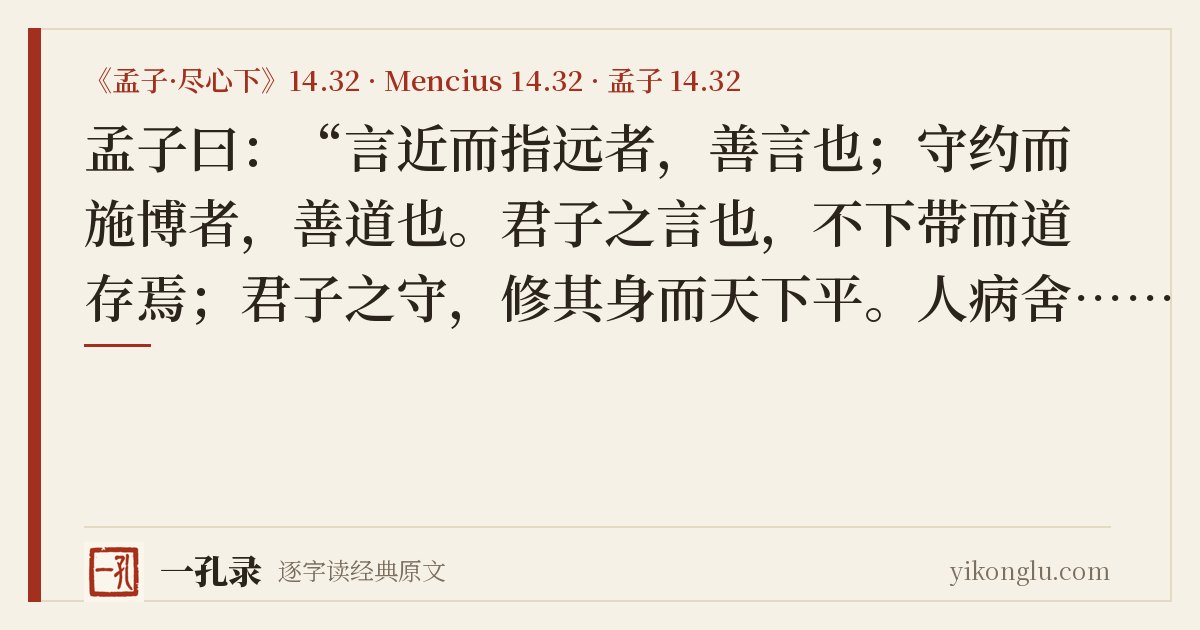 《孟子·尽心下》14.32 · Mencius 14.32 · 孟子 14.32
孟子曰：“言近而指远者，善言也；守约而
施博者，善道也。君子之言也，不下带而道
存焉；君子之守，修其身而天下平。人病舍……
一孔
一孔录 逐字读经典原文
yikonglu.com